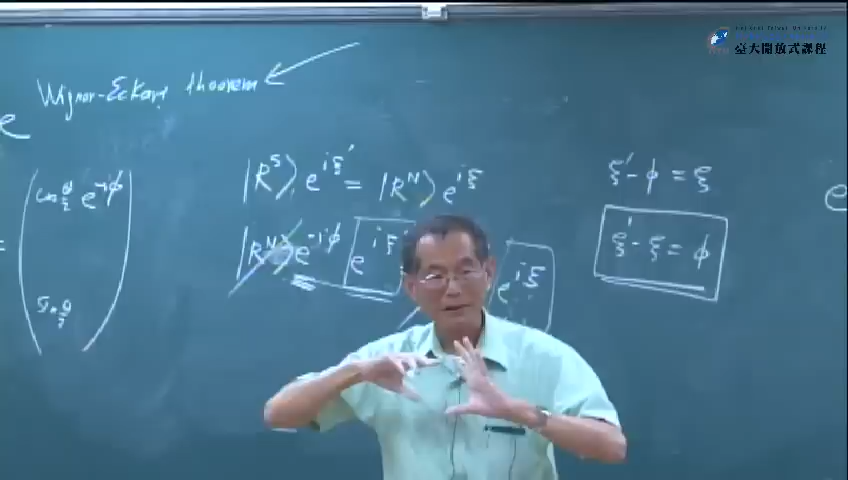 臺大開放式課程
Wigner-Eckart theorem
|R^S⟩ e^{iξ'} = |R^N⟩ e^{iξ}
ξ' - φ = ξ
cos θ/2 e^{-iφ}
|R^N⟩ e^{-iφ} e^{iξ'} e^{iξ}
ξ' - ξ = φ
sin θ/2